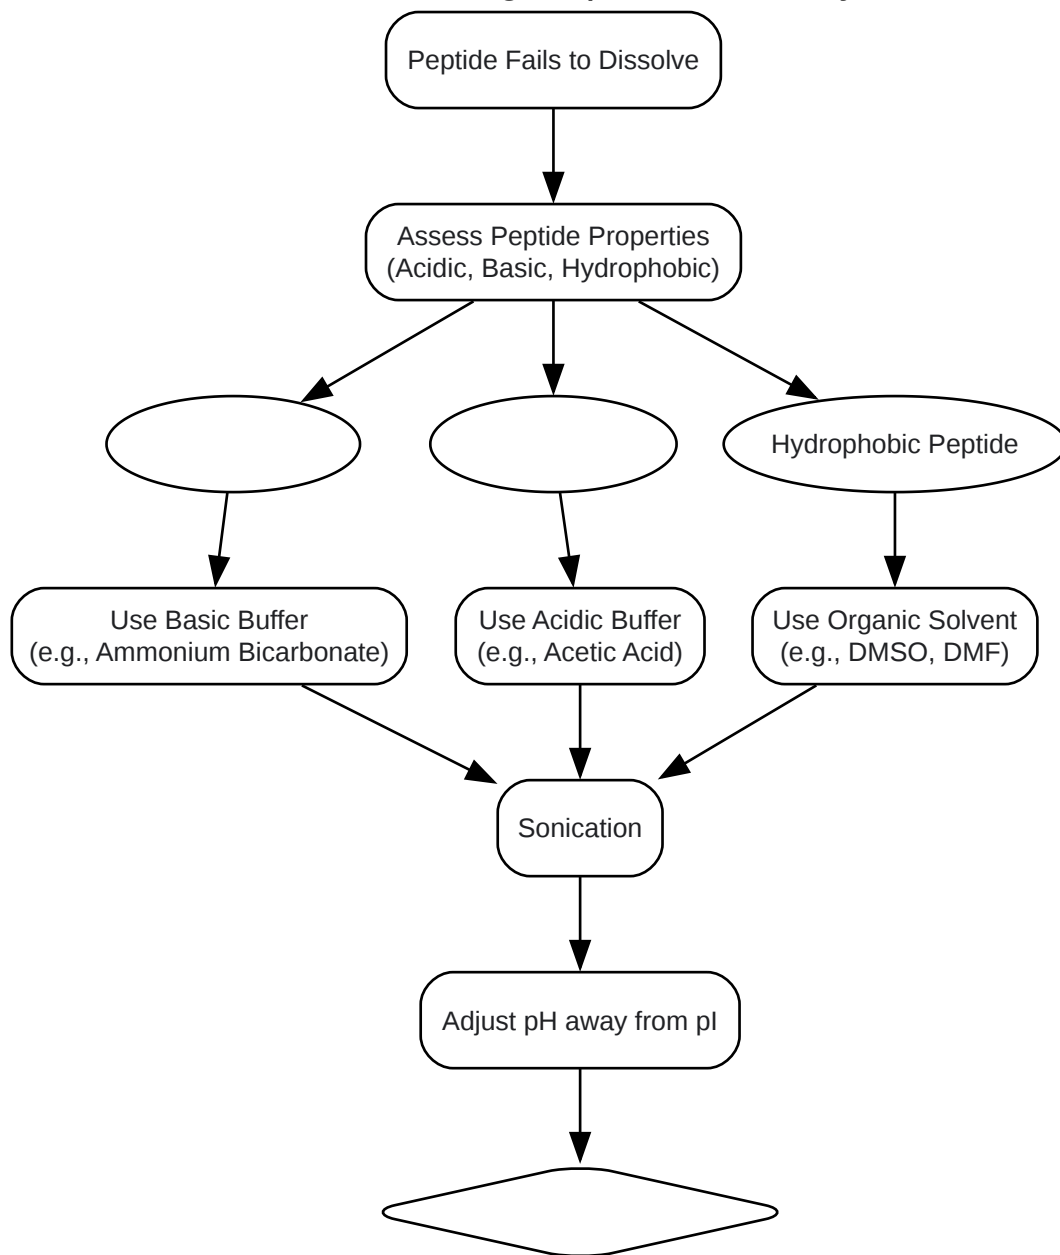 Peptide Fails to Dissolve
Assess Peptide Properties
(Acidic, Basic, Hydrophobic)
Hydrophobic Peptide
Use Basic Buffer
(e.g., Ammonium Bicarbonate)
Use Acidic Buffer
(e.g., Acetic Acid)
Use Organic Solvent
(e.g., DMSO, DMF)
Sonication
Adjust pH away from pI